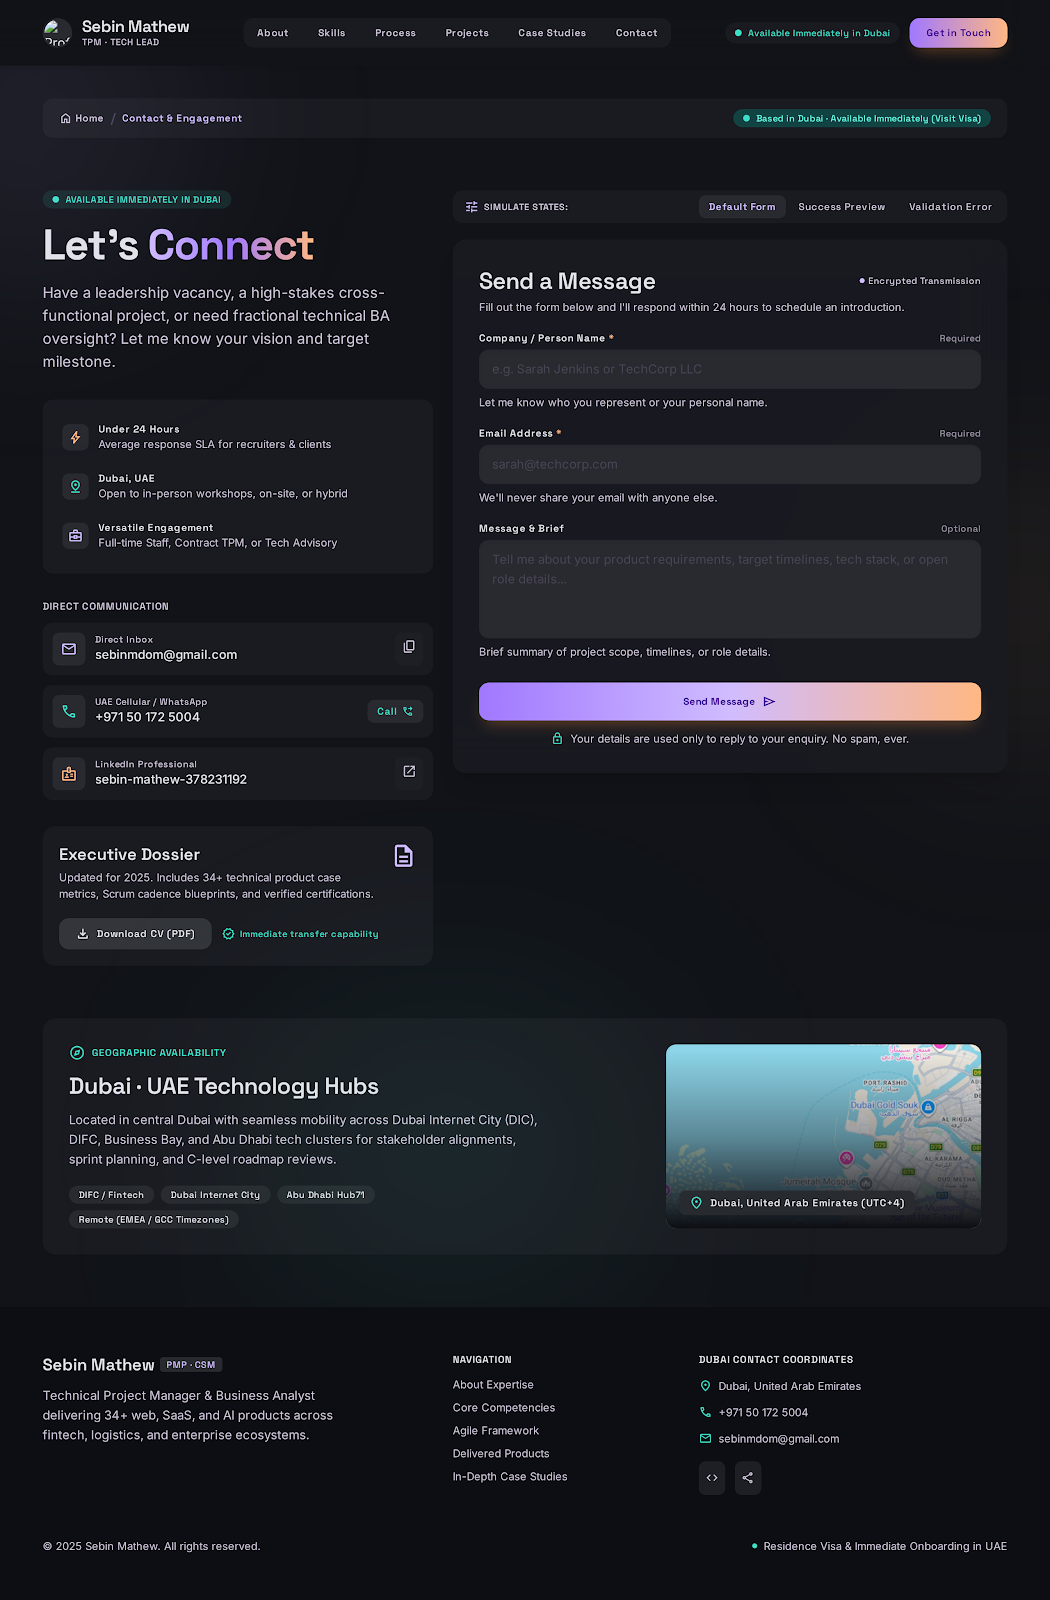 Sebin Mathew
TPM · TECH LEAD
About
Skills
Process
Projects
Case Studies
Contact
Available Immediately in Dubai
Get in Touch
Home / Contact & Engagement
Based in Dubai · Available Immediately (Visit Visa)
AVAILABLE IMMEDIATELY IN DUBAI
Let's Connect
Have a leadership vacancy, a high-stakes cross-
functional project, or need fractional technical BA
oversight? Let me know your vision and target
milestone.
Under 24 Hours
Average response SLA for recruiters & clients
Dubai, UAE
Open to in-person workshops, on-site, or hybrid
Versatile Engagement
Full-time Staff, Contract TPM, or Tech Advisory
DIRECT COMMUNICATION
Direct Inbox
sebinmdom@gmail.com
UAE Cellular / WhatsApp
+971 50 172 5004
Call
LinkedIn Professional
sebin-mathew-378231192
Executive Dossier
Updated for 2025. Includes 34+ technical product case
metrics, Scrum cadence blueprints, and verified certifications.
Download CV (PDF)
Immediate transfer capability
SIMULATE STATES:
Default Form
Success Preview
Validation Error
Send a Message
Encrypted Transmission
Fill out the form below and I'll respond within 24 hours to schedule an introduction.
Company / Person Name *
Required
e.g. Sarah Jenkins or TechCorp LLC
Let me know who you represent or your personal name.
Email Address *
Required
sarah@techcorp.com
We'll never share your email with anyone else.
Message & Brief
Optional
Tell me about your product requirements, target timelines, tech stack, or open
role details...
Brief summary of project scope, timelines, or role details.
Send Message
Your details are used only to reply to your enquiry. No spam, ever.
GEOGRAPHIC AVAILABILITY
Dubai · UAE Technology Hubs
Located in central Dubai with seamless mobility across Dubai Internet City (DIC),
DIFC, Business Bay, and Abu Dhabi tech clusters for stakeholder alignments,
sprint planning, and C-level roadmap reviews.
DIFC / Fintech
Dubai Internet City
Abu Dhabi Hub71
Remote (EMEA / GCC Timezones)
PORT RASHID
Dubai Gold Souk
AL RIGGA
AL KARAMA
OUD METHA
Jumeirah Mosque
Dubai, United Arab Emirates (UTC+4)
Sebin Mathew
PMP · CSM
Technical Project Manager & Business Analyst
delivering 34+ web, SaaS, and AI products across
fintech, logistics, and enterprise ecosystems.
NAVIGATION
About Expertise
Core Competencies
Agile Framework
Delivered Products
In-Depth Case Studies
DUBAI CONTACT COORDINATES
Dubai, United Arab Emirates
+971 50 172 5004
sebinmdom@gmail.com
© 2025 Sebin Mathew. All rights reserved.
Residence Visa & Immediate Onboarding in UAE